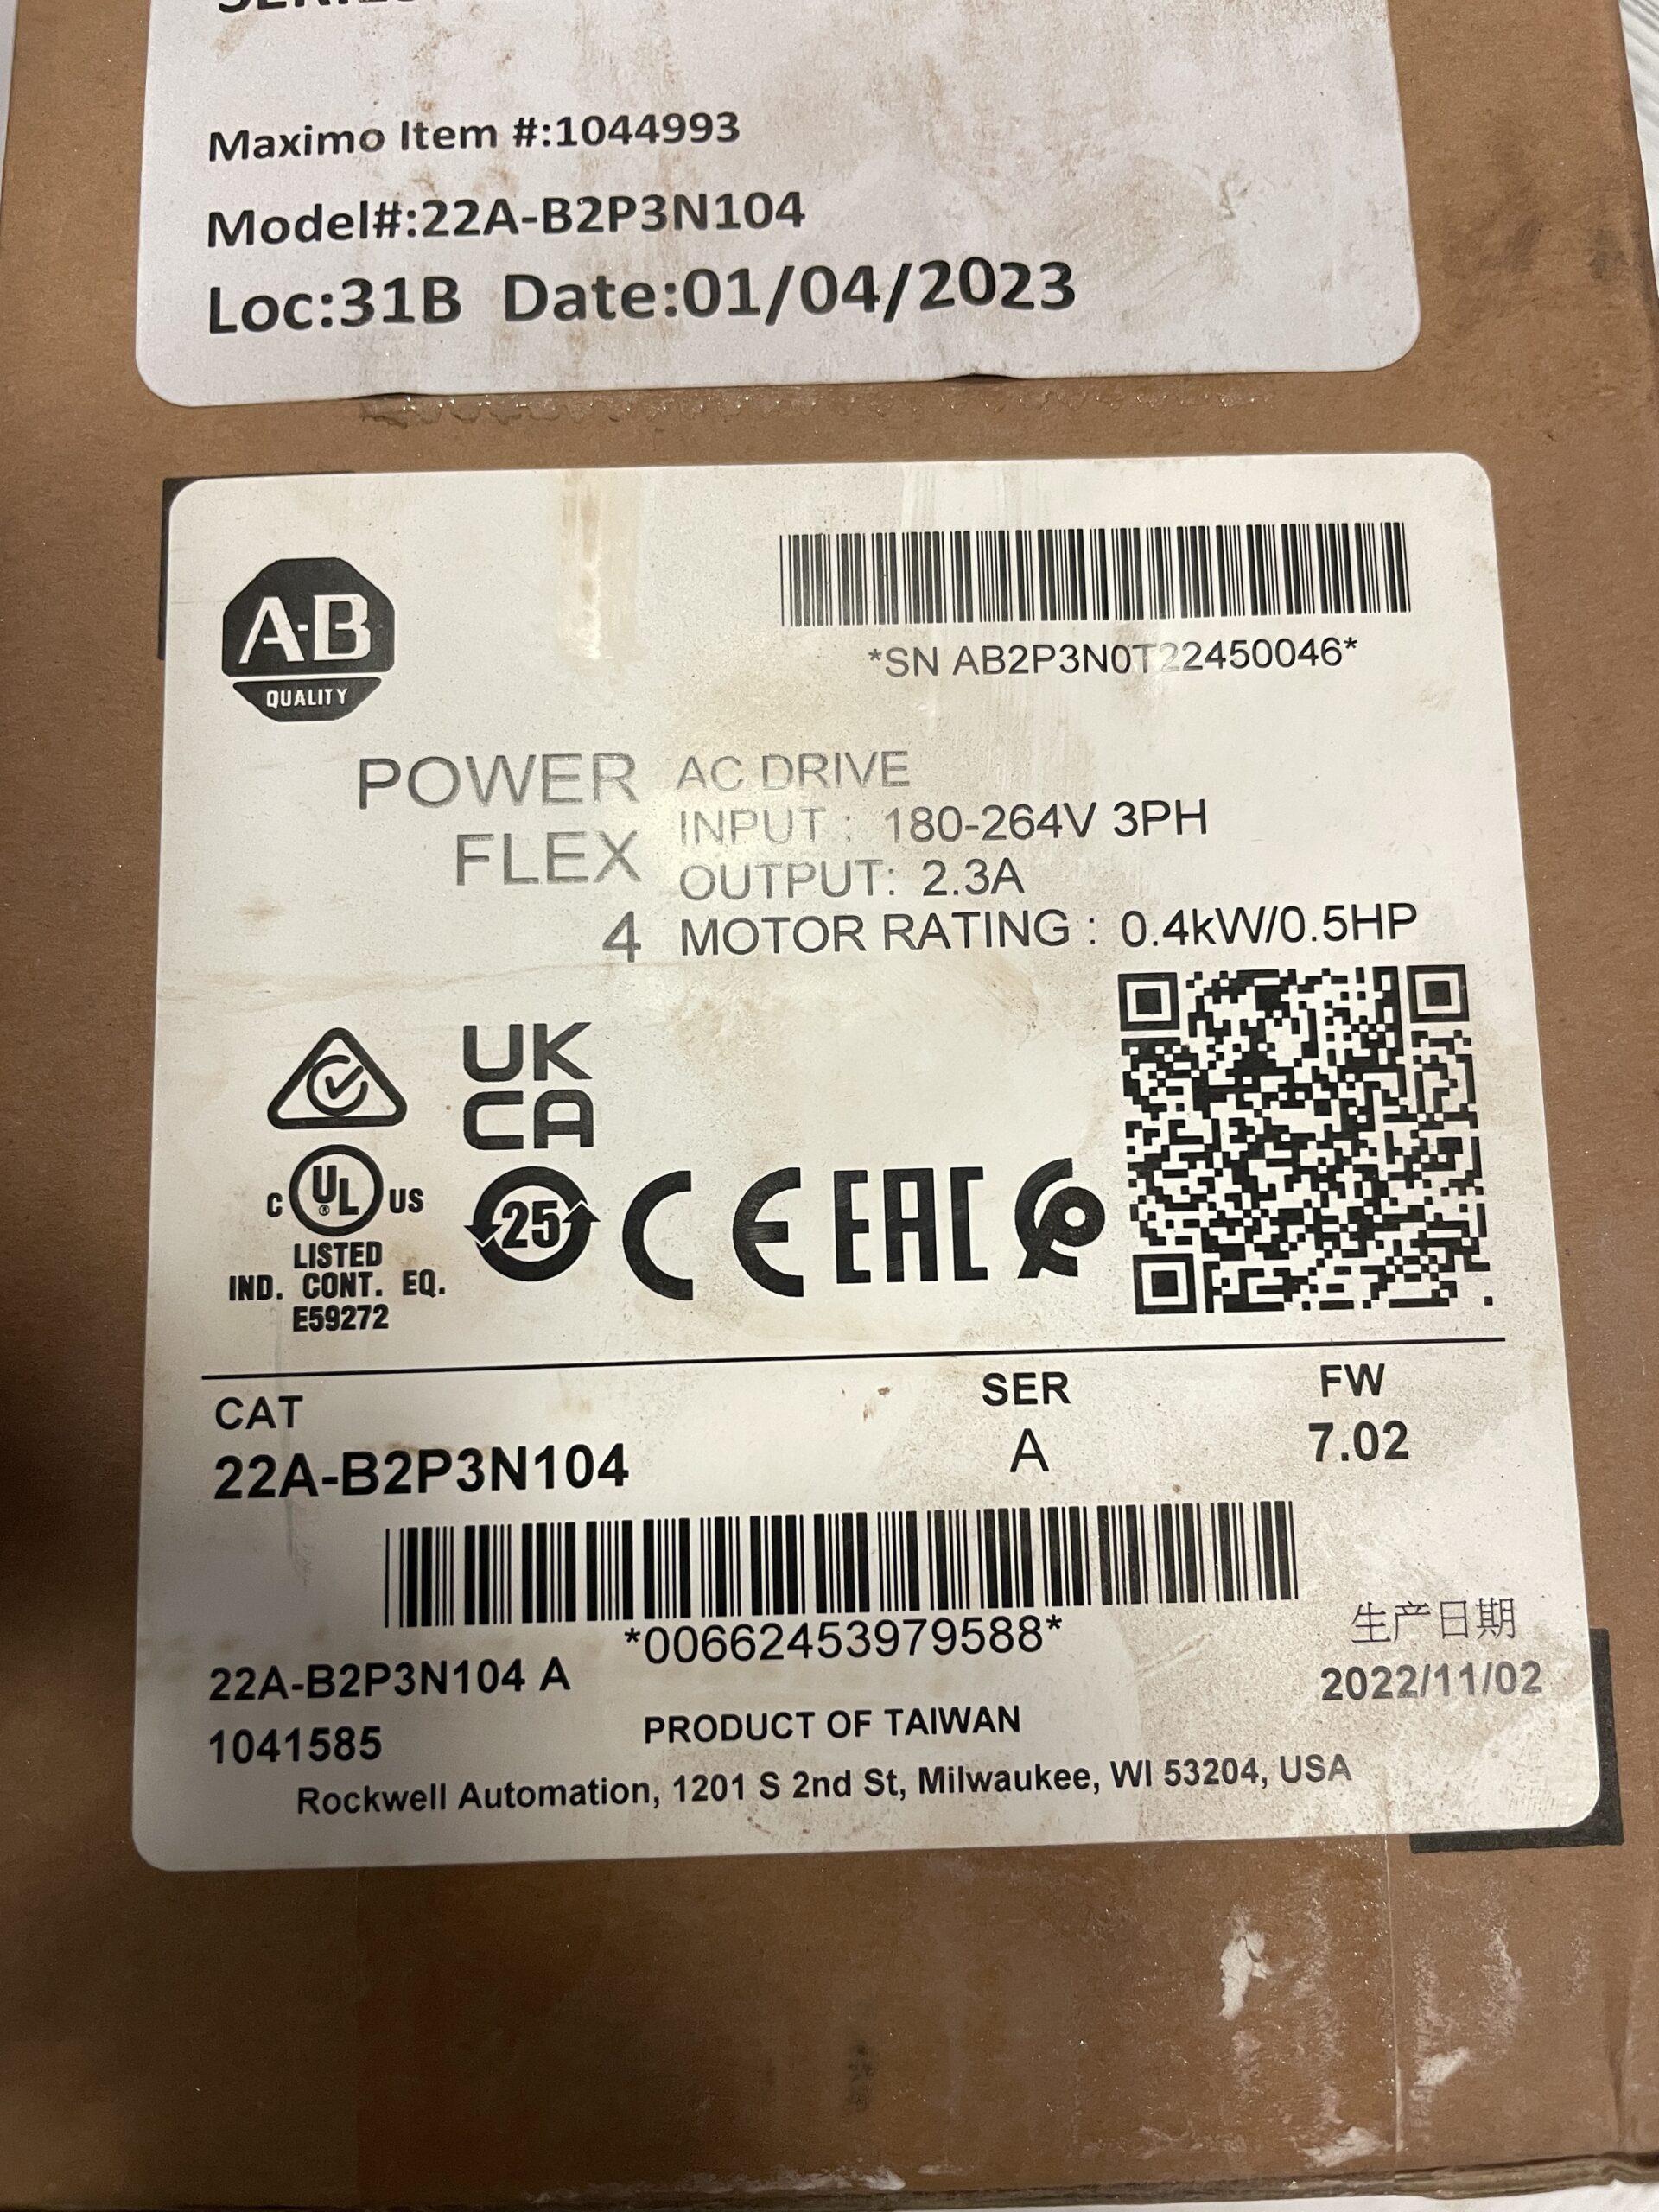 Maximo Item #:1044993
Model#:22A-B2P3N104
Loc:31B Date:01/04/2023
A-B
QUALITY
*SN AB2P3N0T22450046*
POWER
FLEX
4
AC DRIVE
INPUT : 180-264V 3PH
OUTPUT: 2.3A
MOTOR RATING : 0.4kW/0.5HP
UK
CA
C UL® US
LISTED
IND. CONT. EQ.
E59272
25
CE
EAC
CAT
22A-B2P3N104
SER
A
FW
7.02
*00662453979588*
22A-B2P3N104 A
1041585
PRODUCT OF TAIWAN
生产日期
2022/11/02
Rockwell Automation, 1201 S 2nd St, Milwaukee, WI 53204, USA